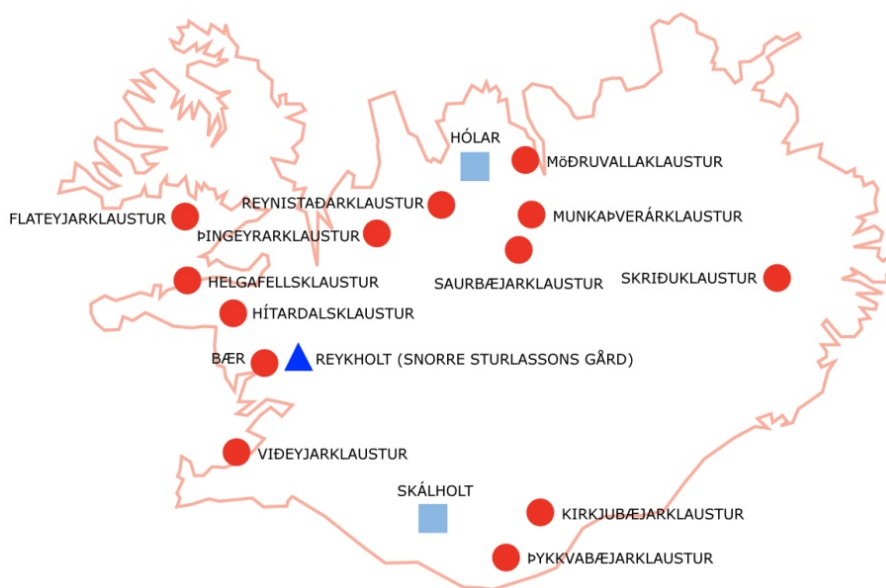 HÓLAR
MöÐRUVALLAKLAUSTUR
REYNISTAÐARKLAUSTUR
FLATEYJARKLAUSTUR
MUNKAÞVERÁRKLAUSTUR
ÞINGEYRARKLAUSTUR
SAURBÆJARKLAUSTUR
SKRIÐUKLAUSTUR
HELGAFELLSKLAUSTUR
HÍTARDALSKLAUSTUR
BÆR
REYKHOLT (SNORRE STURLASSONS GÅRD)
VIÐEYJARKLAUSTUR
SKÁLHOLT
KIRKJUBÆJARKLAUSTUR
ÞYKKVABÆJARKLAUSTUR